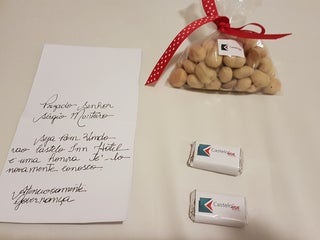 Prezado Senhor
Sérgio Monteiro
Seja bem vindo
ao Castelo Inn Hotel
é uma honra tê-lo
novamente conosco.
Atenciosamente
Governança
Castelo
Castelo